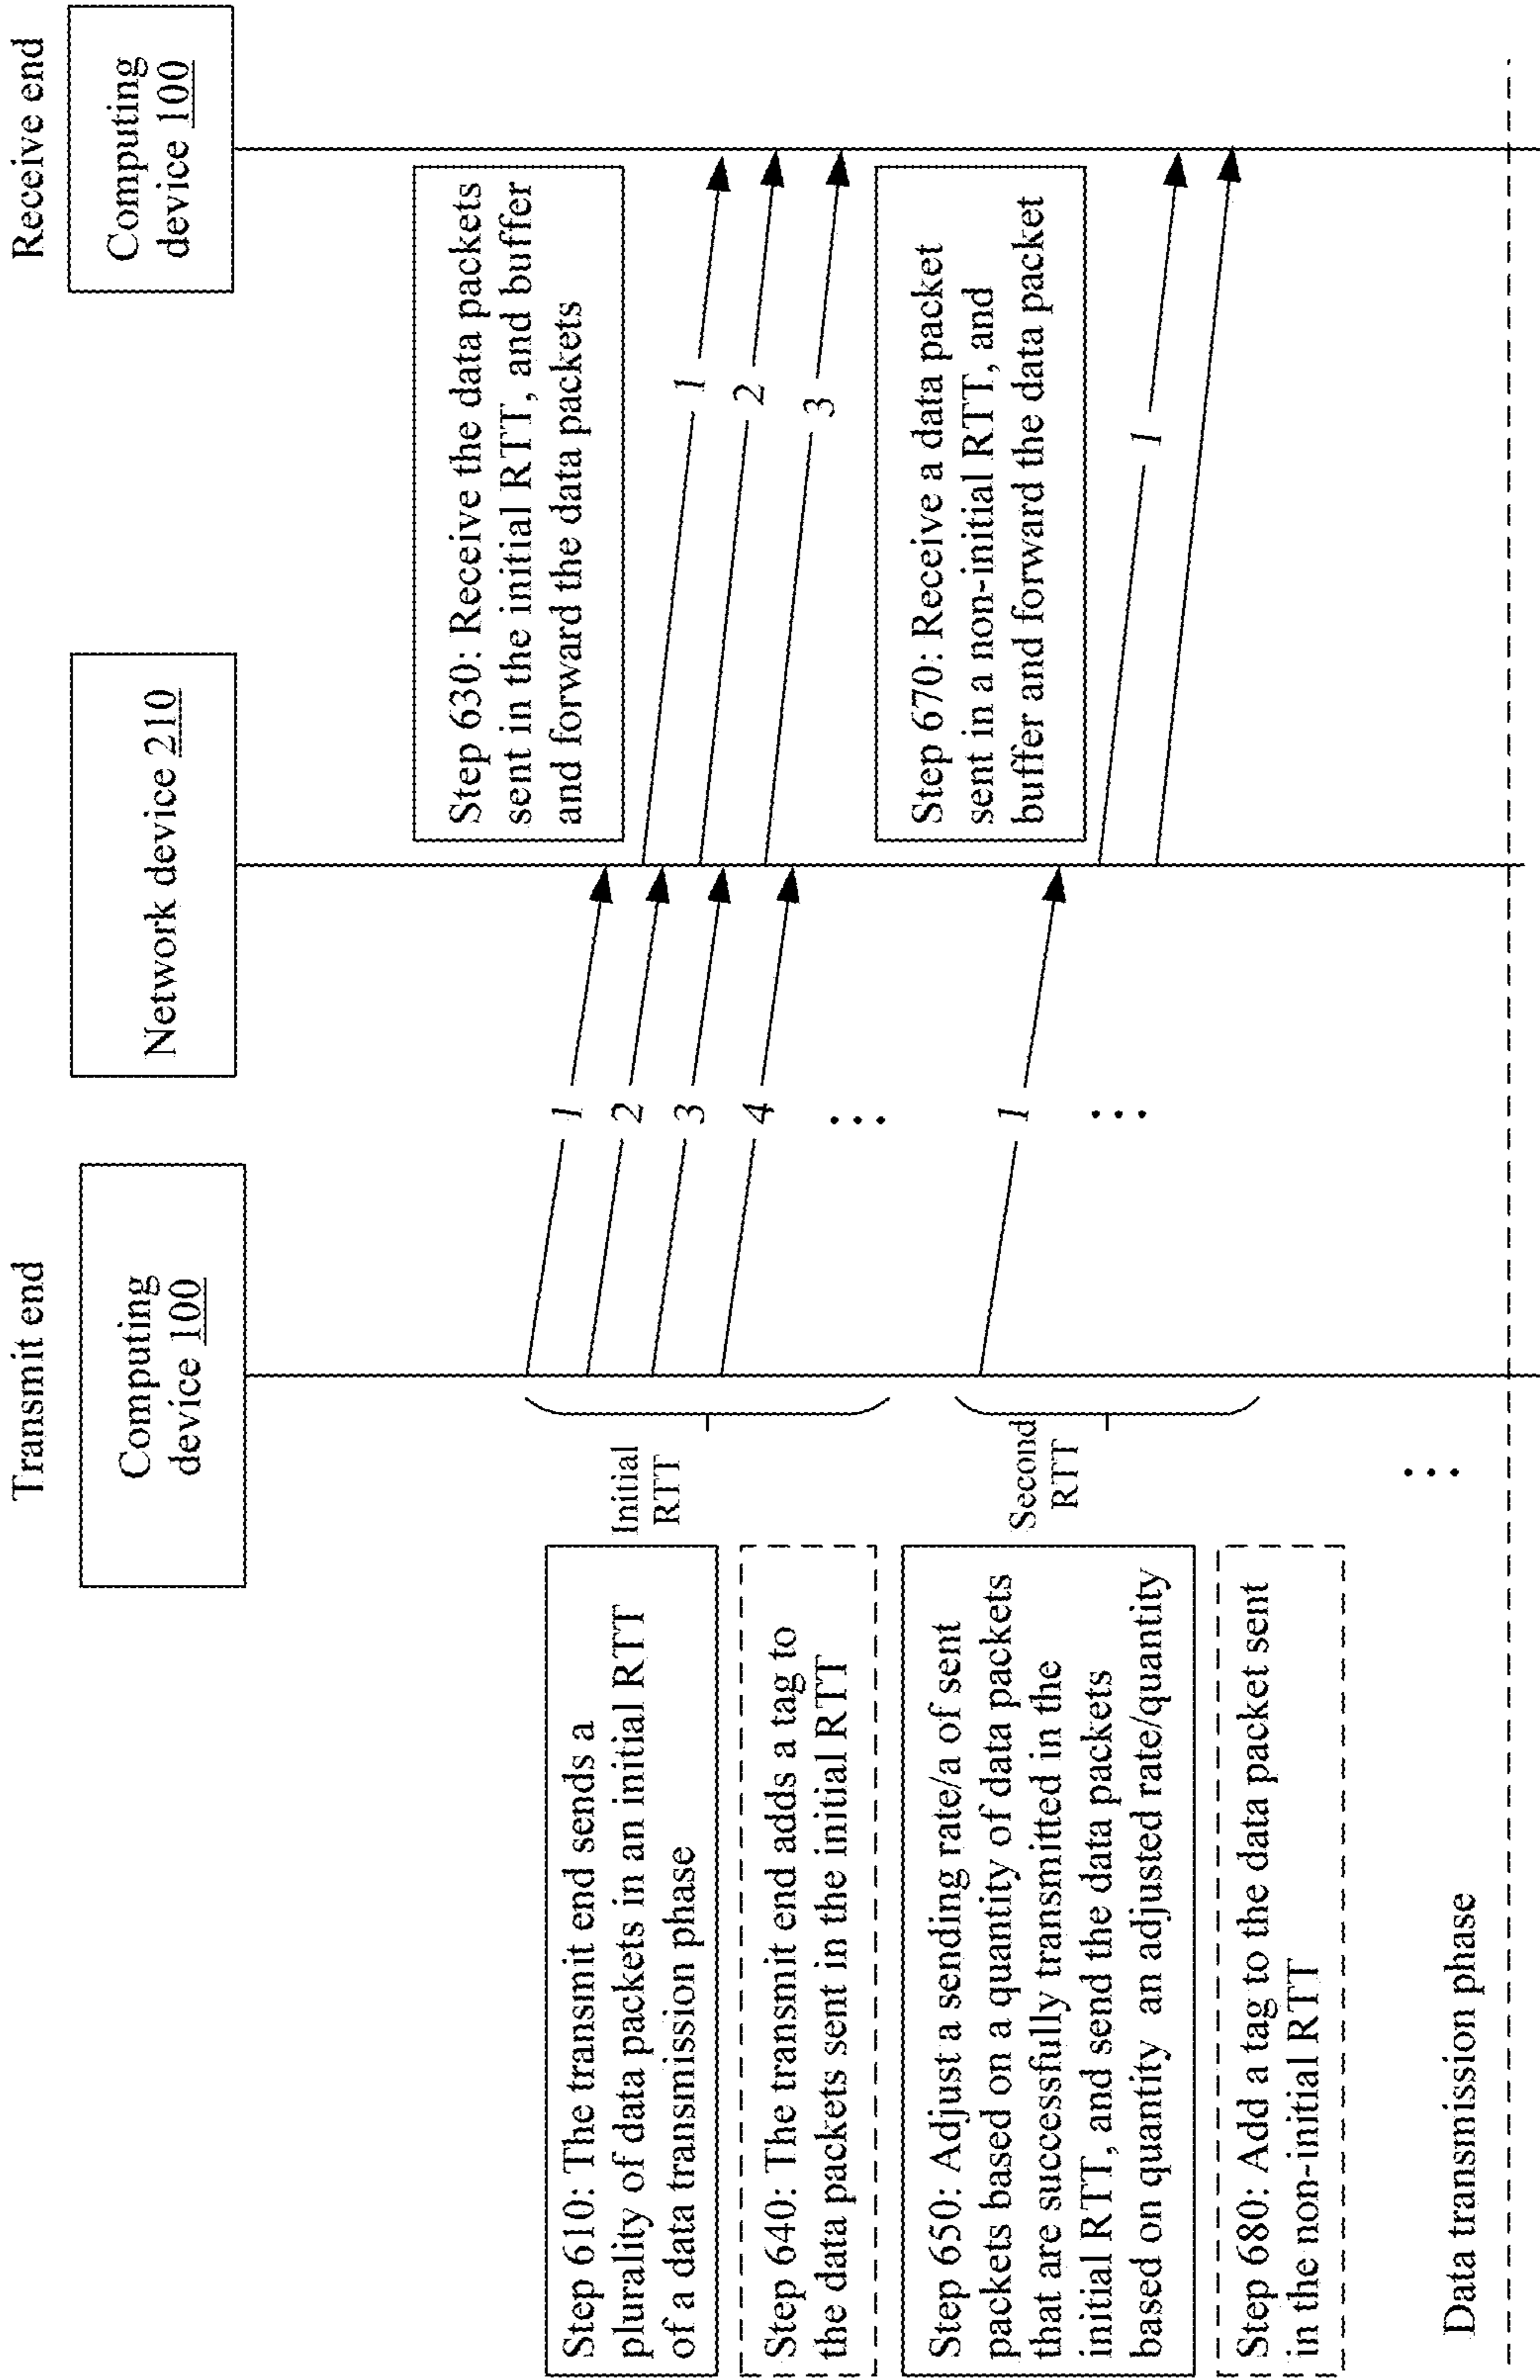 Transmit end
Receive end
Computing
device 100
Network device 210
Computing
device 100
Step 610: The transmit end sends a
plurality of data packets in an initial RTT
of a data transmission phase
Step 640: The transmit end adds a tag to
the data packets sent in the initial RTT
Initial
RTT
1
2
3
4
⋮
Step 630: Receive the data packets
sent in the initial RTT, and buffer
and forward the data packets
1
2
3
Step 650: Adjust a sending rate/a of sent
packets based on a quantity of data packets
that are successfully transmitted in the
initial RTT, and send the data packets
based on quantity an adjusted rate/quantity
Step 680: Add a tag to the data packet sent
in the non-initial RTT
Second
RTT
1
⋮
Step 670: Receive a data packet
sent in a non-initial RTT, and
buffer and forward the data packet
1
⋮
Data transmission phase